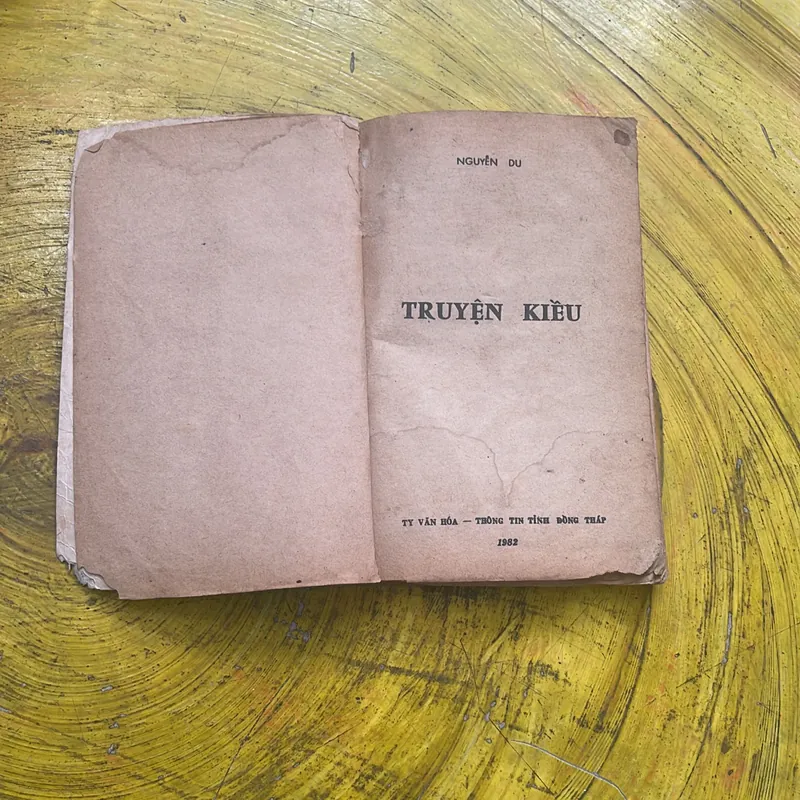 NGUYỄN DU
TRUYỆN KIỀU
TY VĂN HÓA — THÔNG TIN TỈNH ĐỒNG THÁP
1982